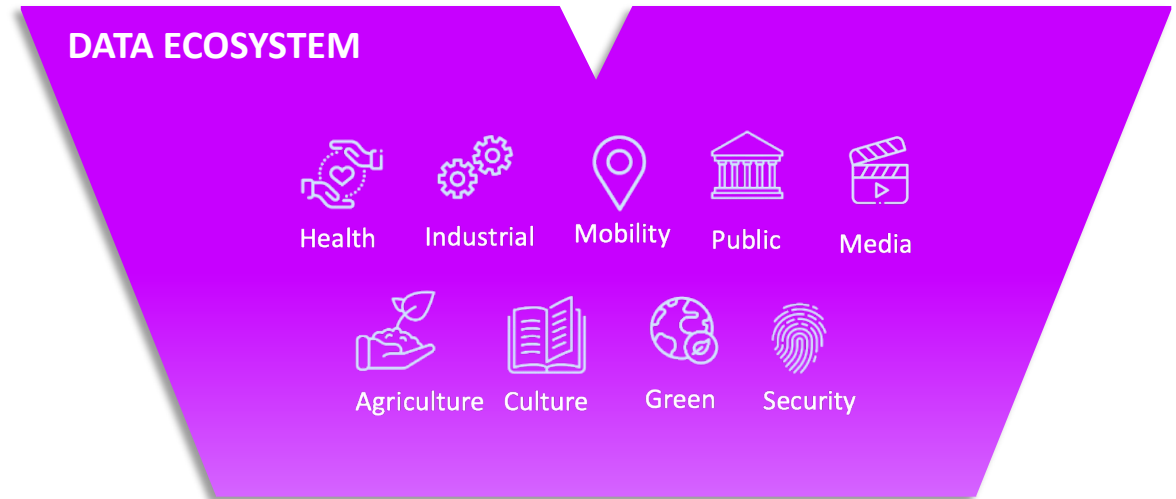 DATA ECOSYSTEM
Health Industrial Mobility Public Media
Agriculture Culture Green Security